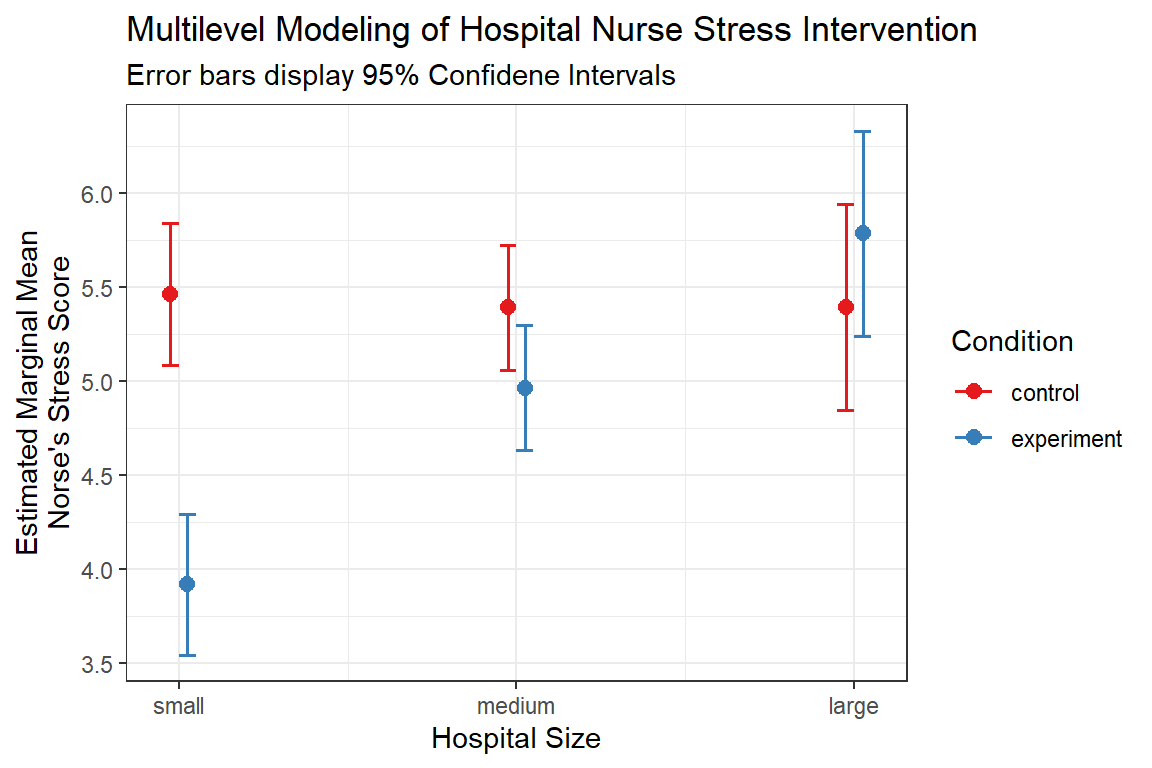 Multilevel Modeling of Hospital Nurse Stress Intervention
Error bars display 95% Confidene Intervals
Estimated Marginal Mean
Norse's Stress Score
6.0
5.5
5.0
4.5
4.0
3.5
small
medium
large
Hospital Size
Condition
control
experiment